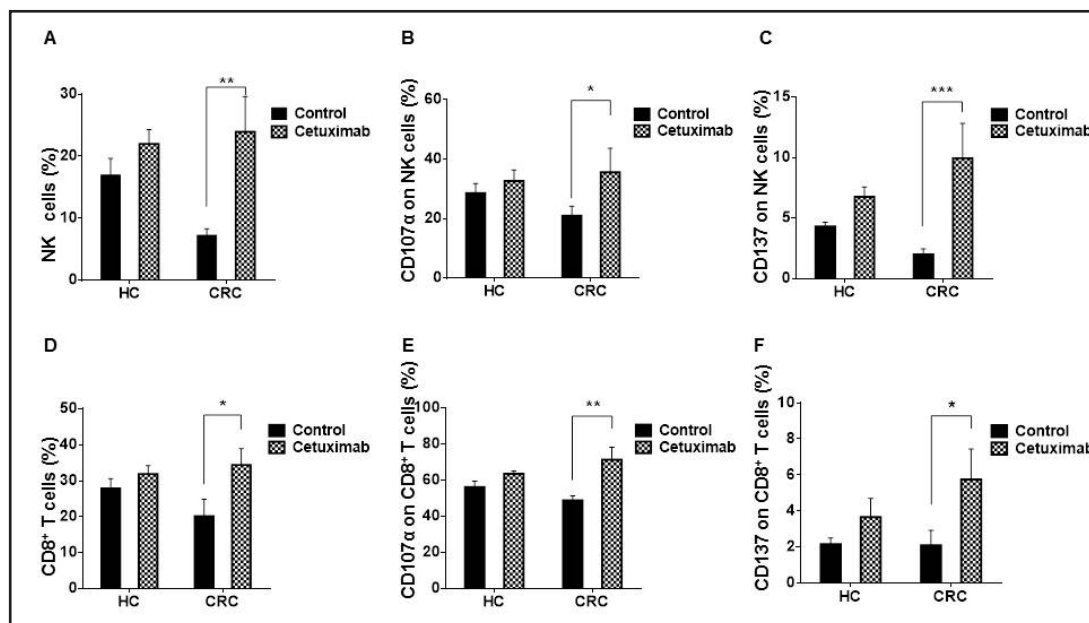 A
NK cells (%)
30
20
10
0
**
HC
CRC
Control
Cetuximab
B
CD107 α on NK cells (%)
60
40
20
0
*
HC
CRC
Control
Cetuximab
C
CD137 on NK cells (%)
15
10
5
0
***
HC
CRC
Control
Cetuximab
D
CD8⁺ T cells (%)
50
40
30
20
10
0
*
HC
CRC
Control
Cetuximab
E
CD107α on CD8⁺ T cells (%)
100
80
60
40
20
0
**
HC
CRC
Control
Cetuximab
F
CD137 on CD8⁺ T cells (%)
10
8
6
4
2
0
*
HC
CRC
Control
Cetuximab